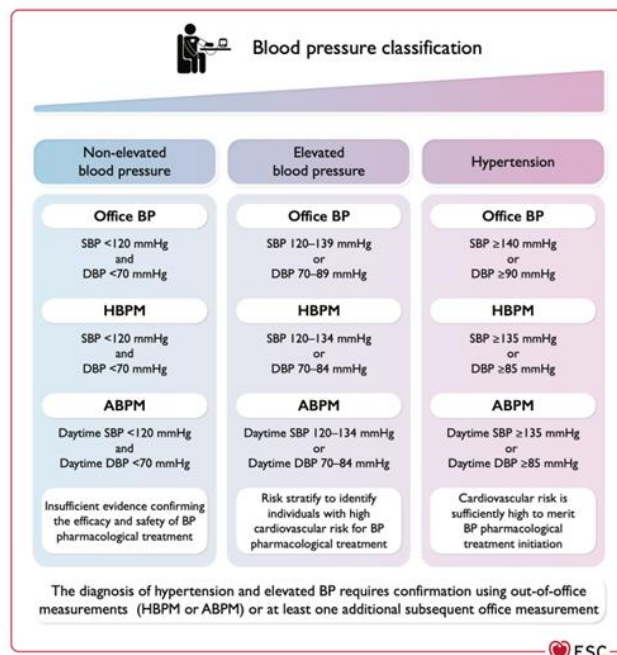 Blood pressure classification
Non-elevated
blood pressure
Elevated
blood pressure
Hypertension
Office BP
SBP <120 mmHg
and
DBP <70 mmHg
HBPM
SBP <120 mmHg
and
DBP <70 mmHg
ABPM
Daytime SBP <120 mmHg
and
Daytime DBP <70 mmHg
Insufficient evidence confirming
the efficacy and safety of BP
pharmacological treatment
Office BP
SBP 120–139 mmHg
or
DBP 70–89 mmHg
HBPM
SBP 120–134 mmHg
or
DBP 70–84 mmHg
ABPM
Daytime SBP 120–134 mmHg
or
Daytime DBP 70–84 mmHg
Risk stratify to identify
individuals with high
cardiovascular risk for BP
pharmacological treatment
Office BP
SBP ≥140 mmHg
or
DBP ≥90 mmHg
HBPM
SBP ≥135 mmHg
or
DBP ≥85 mmHg
ABPM
Daytime SBP ≥135 mmHg
or
Daytime DBP ≥85 mmHg
Cardiovascular risk is
sufficiently high to merit
BP pharmacological
treatment initiation
The diagnosis of hypertension and elevated BP requires confirmation using out-of-office
measurements (HBPM or ABPM) or at least one additional subsequent office measurement
ESC